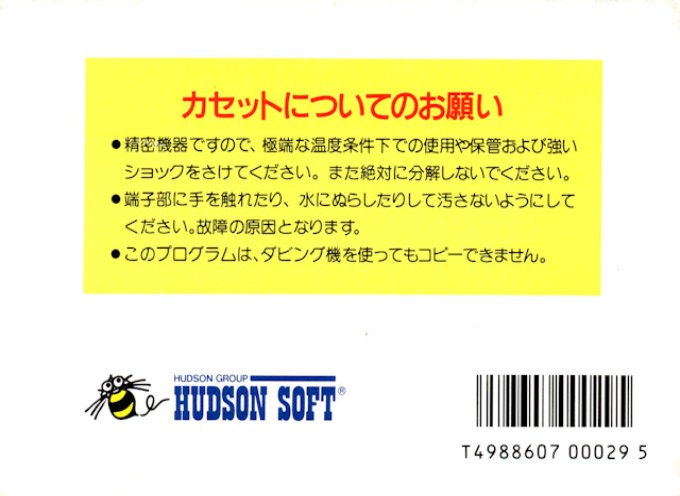 カセットについてのお願い
●精密機器ですので、極端な温度条件下での使用や保管および強い
ショックをさけてください。また絶対に分解しないでください。
●端子部に手を触れたり、水にぬらしたりして汚さないようにして
ください。故障の原因となります。
●このプログラムは、ダビング機を使ってもコピーできません。
HUDSON GROUP
HUDSON SOFT®
T4988607 00029 5